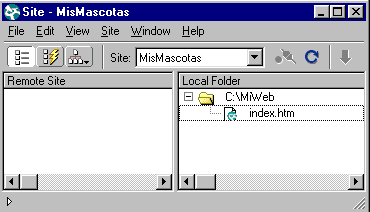 Site - MisMascotas
File Edit View Site Window Help
Site: MisMascotas
Remote Site Local Folder
C:\MiWeb
index.htm